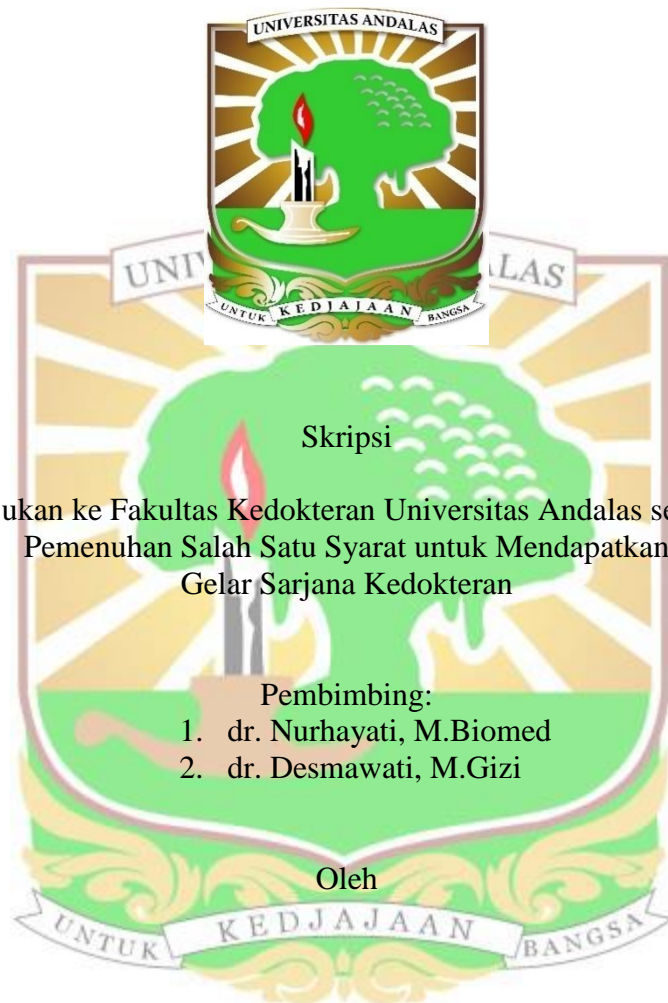 UNIVERSITAS ANDALAS
UNTUK KEDJAJAAN BANGSA
Skripsi
ukan ke Fakultas Kedokteran Universitas Andalas se
Pemenuhan Salah Satu Syarat untuk Mendapatkan
Gelar Sarjana Kedokteran
Pembimbing:
1. dr. Nurhayati, M.Biomed
2. dr. Desmawati, M.Gizi
Oleh
UNTUK KEDJAJAAN BANGSA